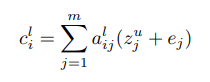 $c_i^l = \sum_{j=1}^{m} a_{ij}^l (z_j^u + e_j)$